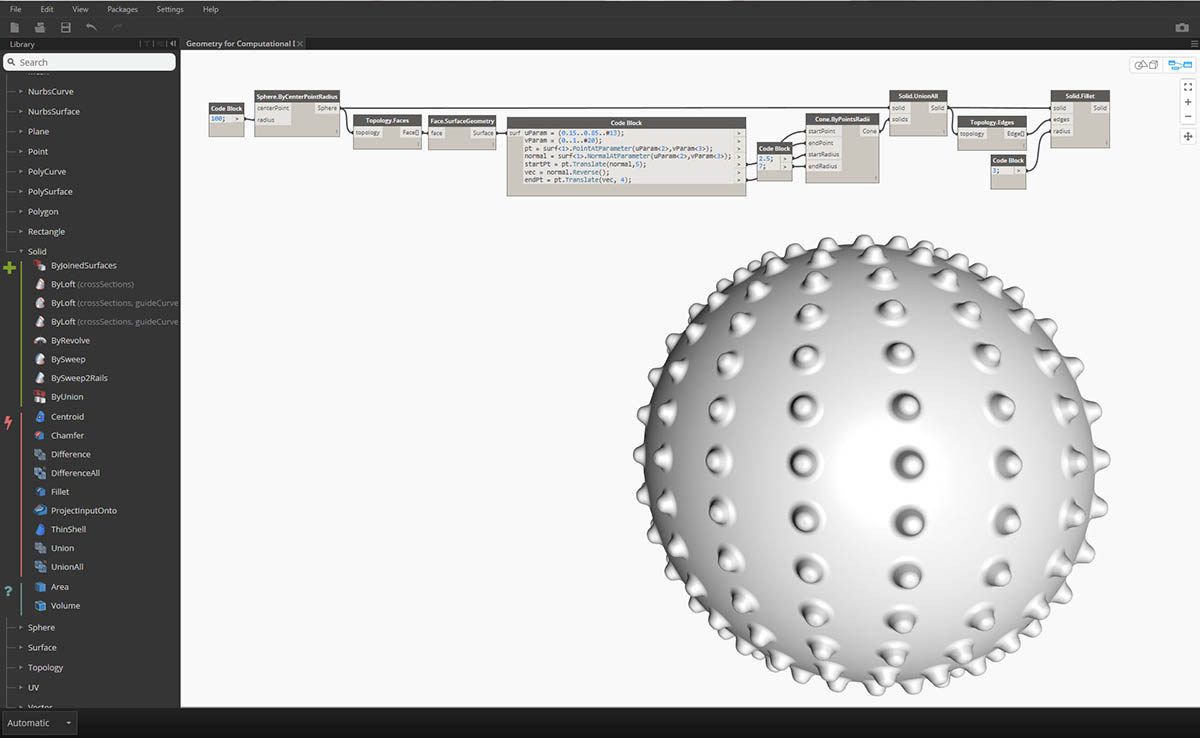 File Edit View Packages Settings Help
Library
Geometry for Computational D
Search
NurbsCurve
NurbsSurface
Plane
Point
PolyCurve
PolySurface
Polygon
Rectangle
Solid
ByJoinedSurfaces
ByLoft (crossSections)
ByLoft (crossSections, guideCurve
ByLoft (crossSections, guideCurve
ByRevolve
BySweep
BySweep2Rails
ByUnion
Centroid
Chamfer
Difference
DifferenceAll
Fillet
ProjectInputOnto
ThinShell
Union
UnionAll
Area
Volume
Sphere
Surface
Topology
UV
Vector
Automatic
Code Block
100; >
Sphere.ByCenterPointRadius
centerPoint Sphere
radius
Topology.Faces
topology Face[]
Face.SurfaceGeometry
face Surface
Code Block
surf uParam = (0.15..0.85..#13); >
vParam = (0..1..#20); >
pt = surf<1>.PointAtParameter(uParam<2>,vParam<3>); >
normal = surf<1>.NormalAtParameter(uParam<2>,vParam<3>); >
startPt = pt.Translate(normal,5); >
vec = normal.Reverse(); >
endPt = pt.Translate(vec, 4); >
Code Block
2.5; >
7; >
Cone.ByPointsRadii
startPoint Cone
endPoint
startRadius
endRadius
Solid.UnionAll
solid Solid
solids
Topology.Edges
topology Edge[]
Code Block
3; >
Solid.Fillet
solid Solid
edges
radius